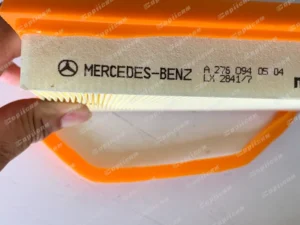 MERCEDES-BENZ A 276 094 05 04
LX 2841/7